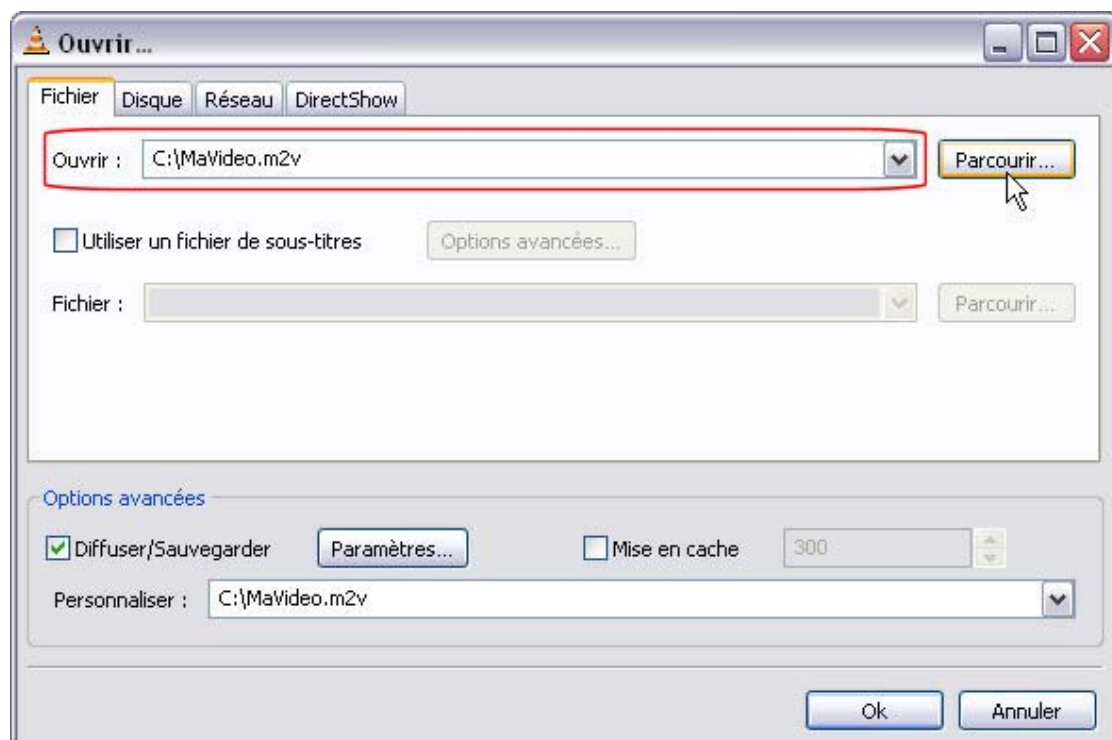 Ouvrir...
Fichier Disque Réseau DirectShow
Ouvrir : C:\MaVideo.m2v Parcourir...
Utiliser un fichier de sous-titres Options avancées...
Fichier : Parcourir...
Options avancées
Diffuser/Sauvegarder Paramètres... Mise en cache 300
Personnaliser : C:\MaVideo.m2v
Ok Annuler